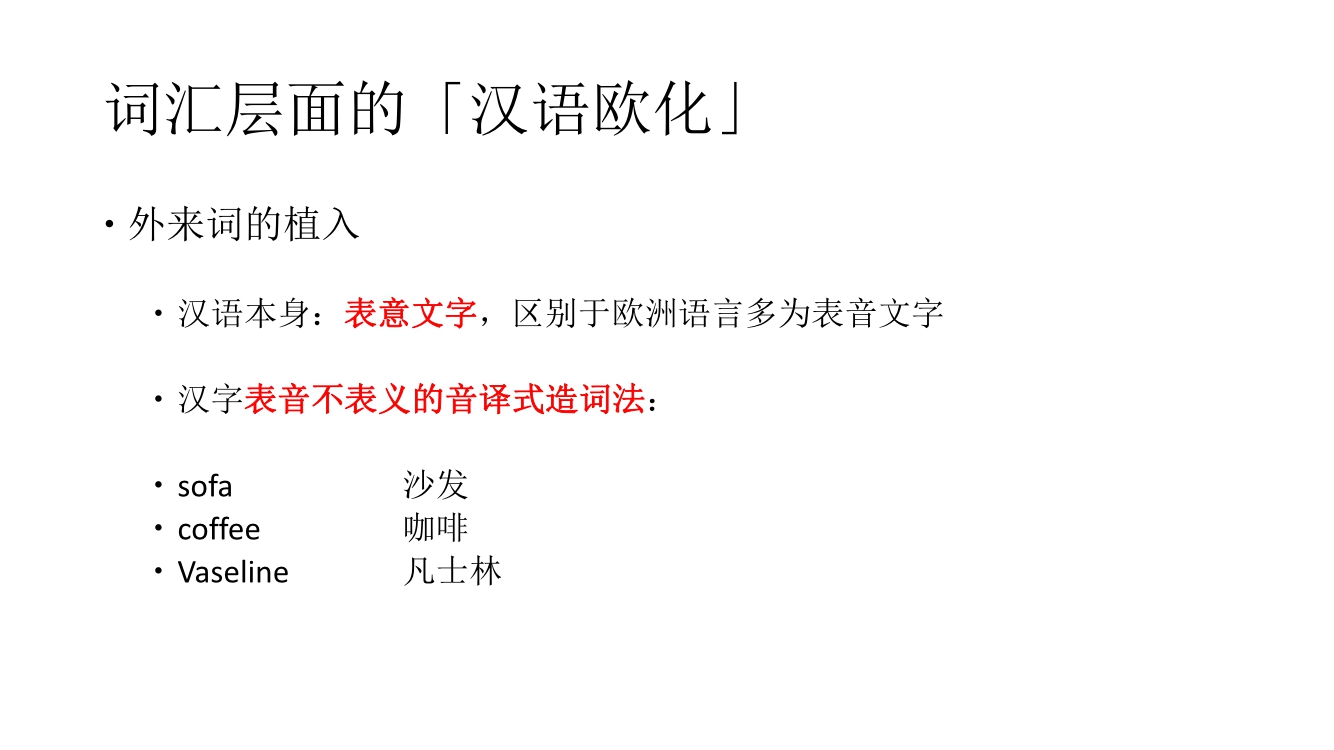 词汇层面的「汉语欧化」
• 外来词的植入
• 汉语本身：表意文字，区别于欧洲语言多为表音文字
• 汉字表音不表义的音译式造词法：
• sofa 沙发
• coffee 咖啡
• Vaseline 凡士林